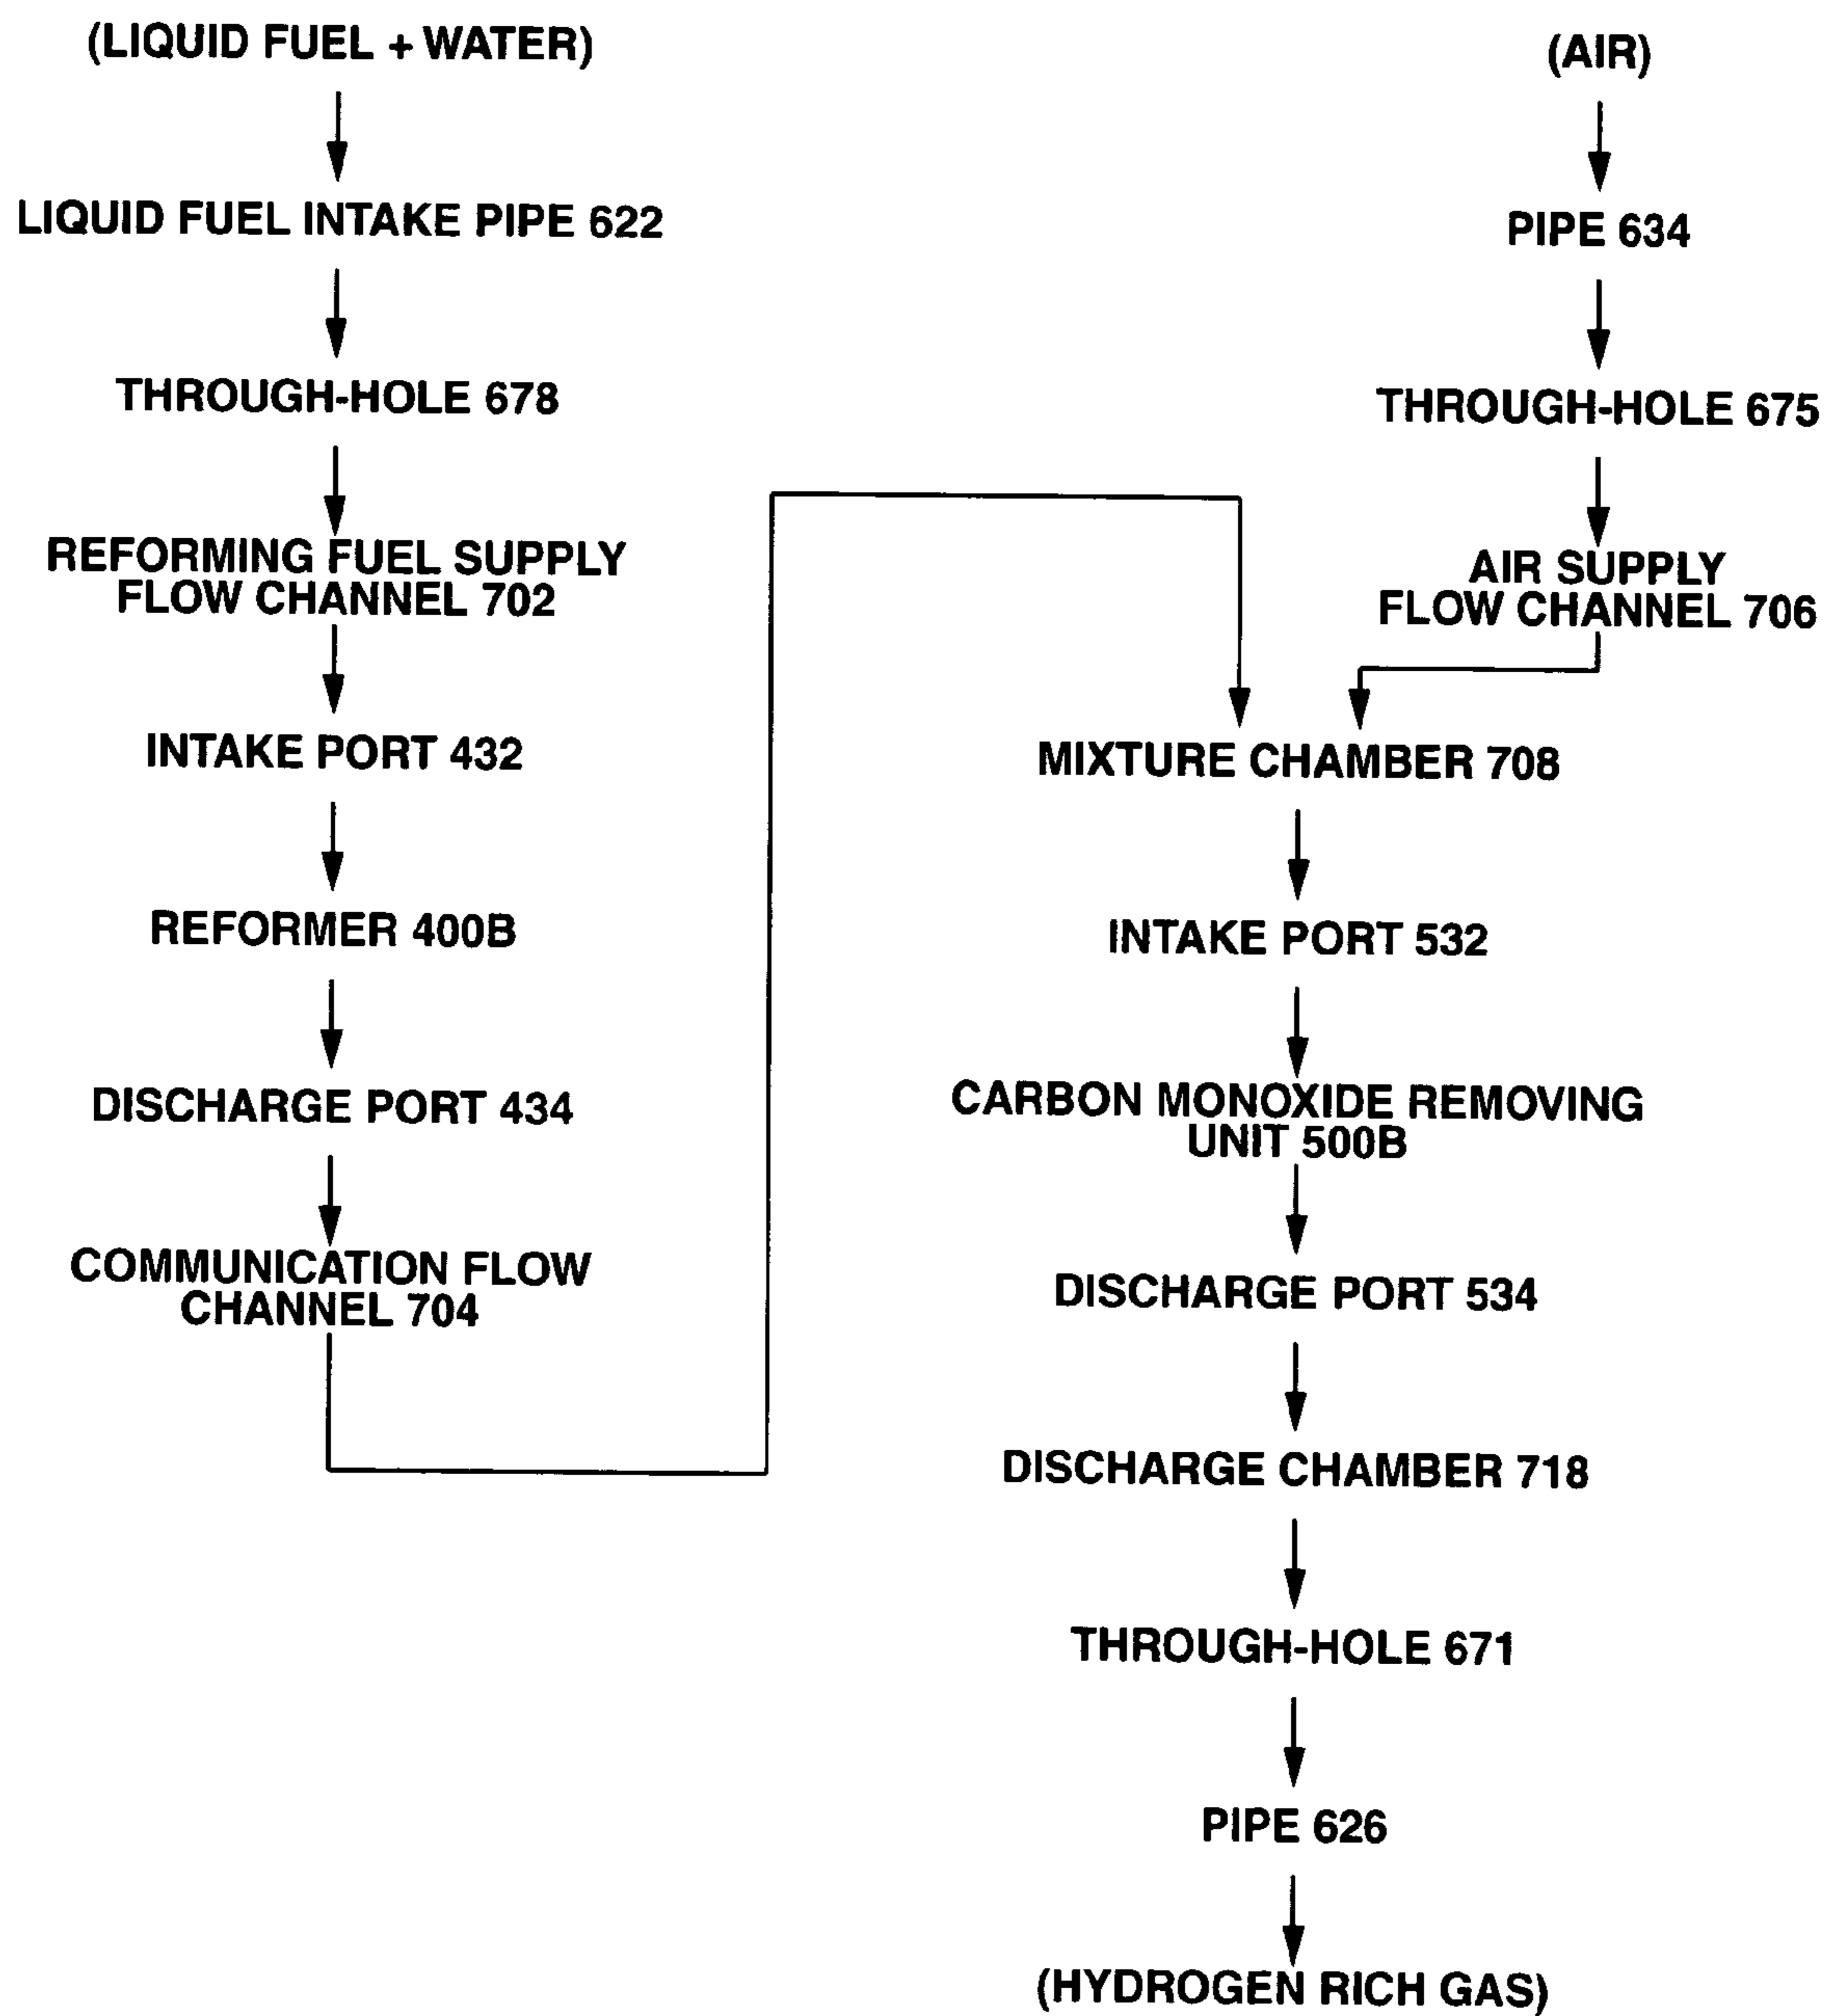 (LIQUID FUEL + WATER)
LIQUID FUEL INTAKE PIPE 622
THROUGH-HOLE 678
REFORMING FUEL SUPPLY
FLOW CHANNEL 702
INTAKE PORT 432
REFORMER 400B
DISCHARGE PORT 434
COMMUNICATION FLOW
CHANNEL 704
(AIR)
PIPE 634
THROUGH-HOLE 675
AIR SUPPLY
FLOW CHANNEL 706
MIXTURE CHAMBER 708
INTAKE PORT 532
CARBON MONOXIDE REMOVING
UNIT 500B
DISCHARGE PORT 534
DISCHARGE CHAMBER 718
THROUGH-HOLE 671
PIPE 626
(HYDROGEN RICH GAS)